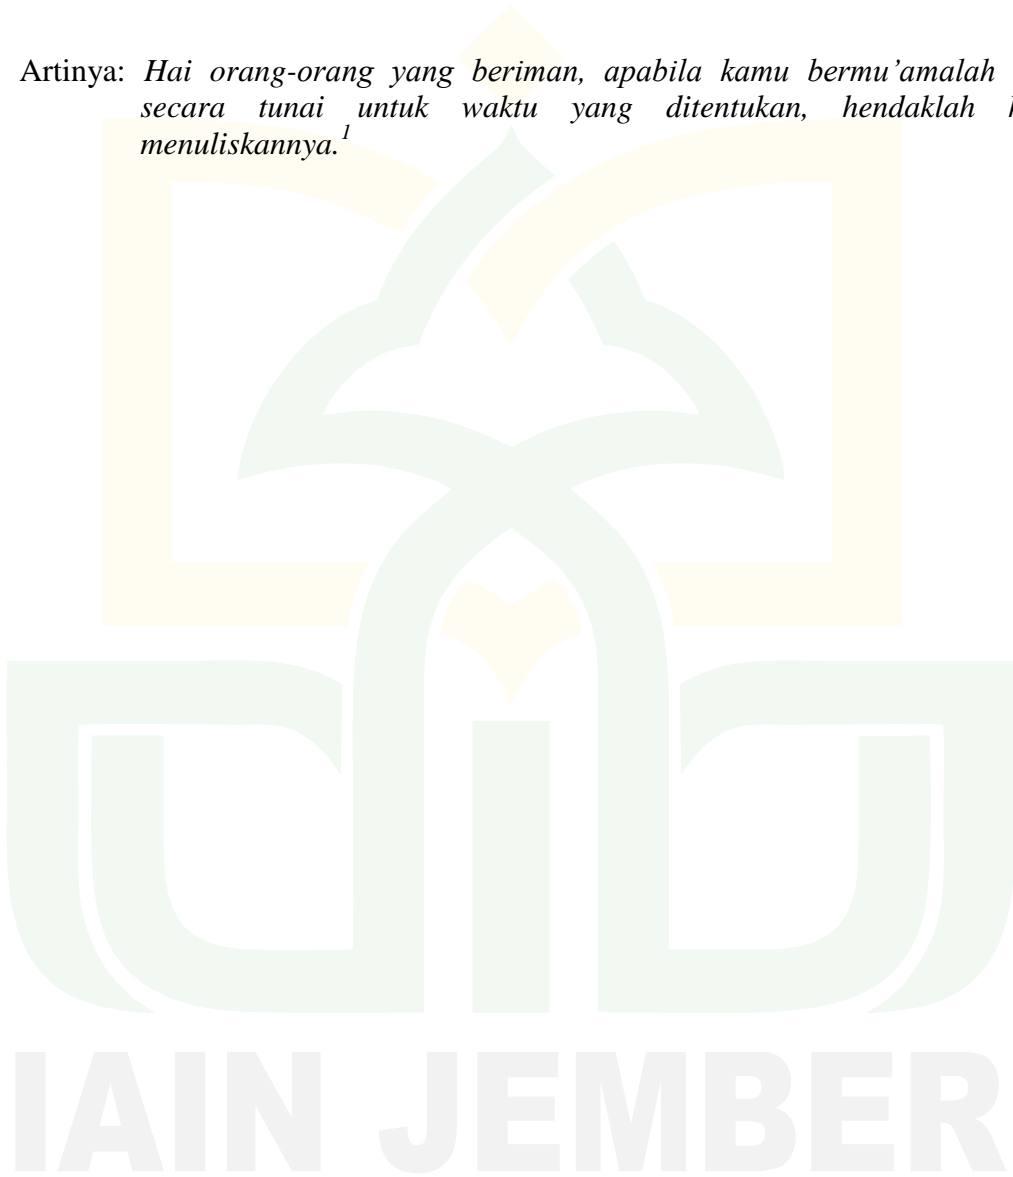 Artinya: Hai orang-orang yang beriman, apabila kamu bermu’amalah
secara tunai untuk waktu yang ditentukan, hendaklah
menuliskannya.1
IAIN JEMBER